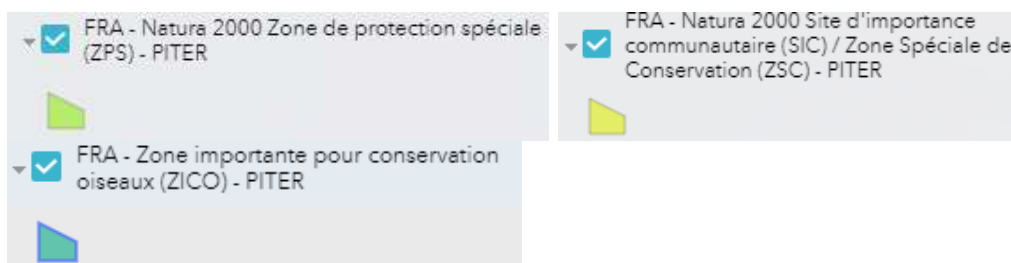 FRA - Natura 2000 Zone de protection spéciale
(ZPS) - PITER
FRA - Natura 2000 Site d'importance
communautaire (SIC) / Zone Spéciale de
Conservation (ZSC) - PITER
FRA - Zone importante pour conservation
oiseaux (ZICO) - PITER